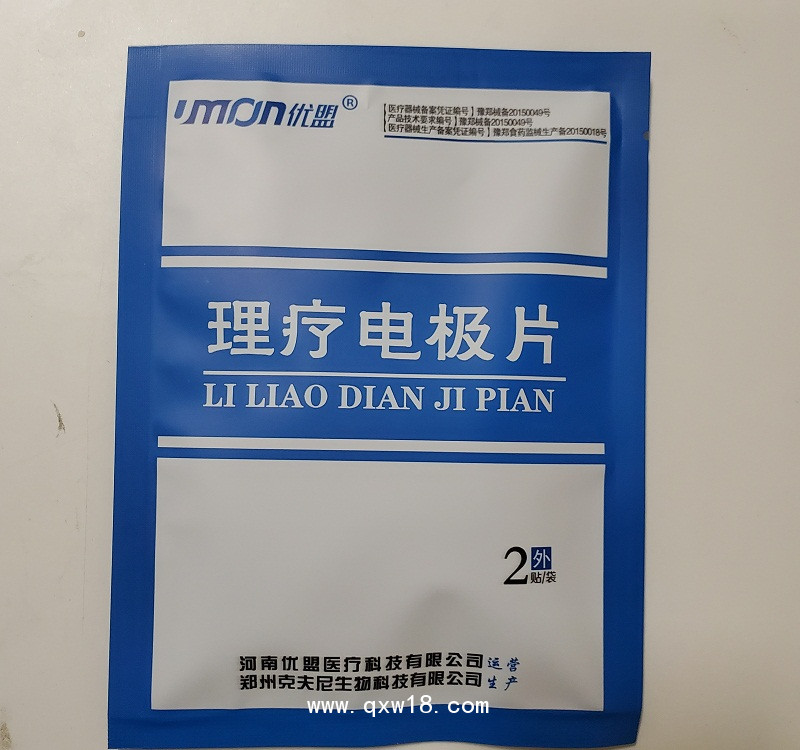 umon优盟®
【医疗器械备案凭证编号】豫郑械备20150049号
【产品技术要求编号】豫郑械备20150049号
【医疗器械生产备案凭证编号】豫郑食药监械生产备20150018号
理疗电极片
LI LIAO DIAN JI PIAN
2贴/袋 外
河南优盟医疗科技有限公司运营
郑州克夫尼生物科技有限公司生产
www.qxw18.com